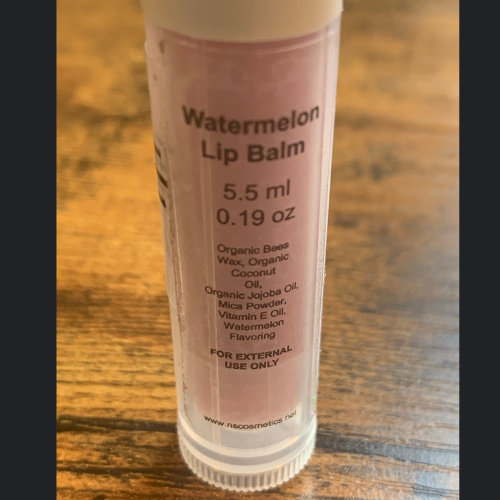 Watermelon
Lip Balm
5.5 ml
0.19 oz
Organic Bees
Wax, Organic
Coconut
Oil,
Organic Jojoba Oil,
Mica Powder,
Vitamin E Oil,
Watermelon
Flavoring
FOR EXTERNAL
USE ONLY
www.nscosmetics.net